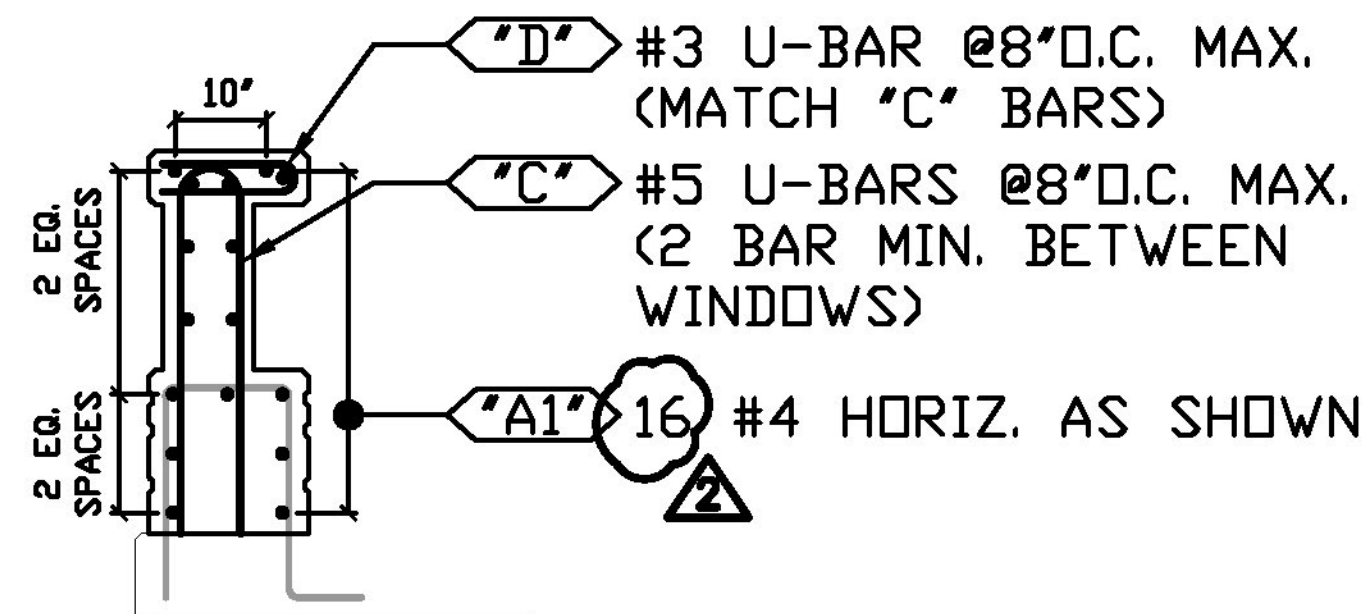 "D" #3 U-BAR @8"O.C. MAX.
(MATCH "C" BARS)
10"
"C" #5 U-BARS @8"O.C. MAX.
(2 BAR MIN. BETWEEN
WINDOWS)
2 EQ.
SPACES
"A1" 16 #4 HORIZ. AS SHOWN
2 EQ.
SPACES
2